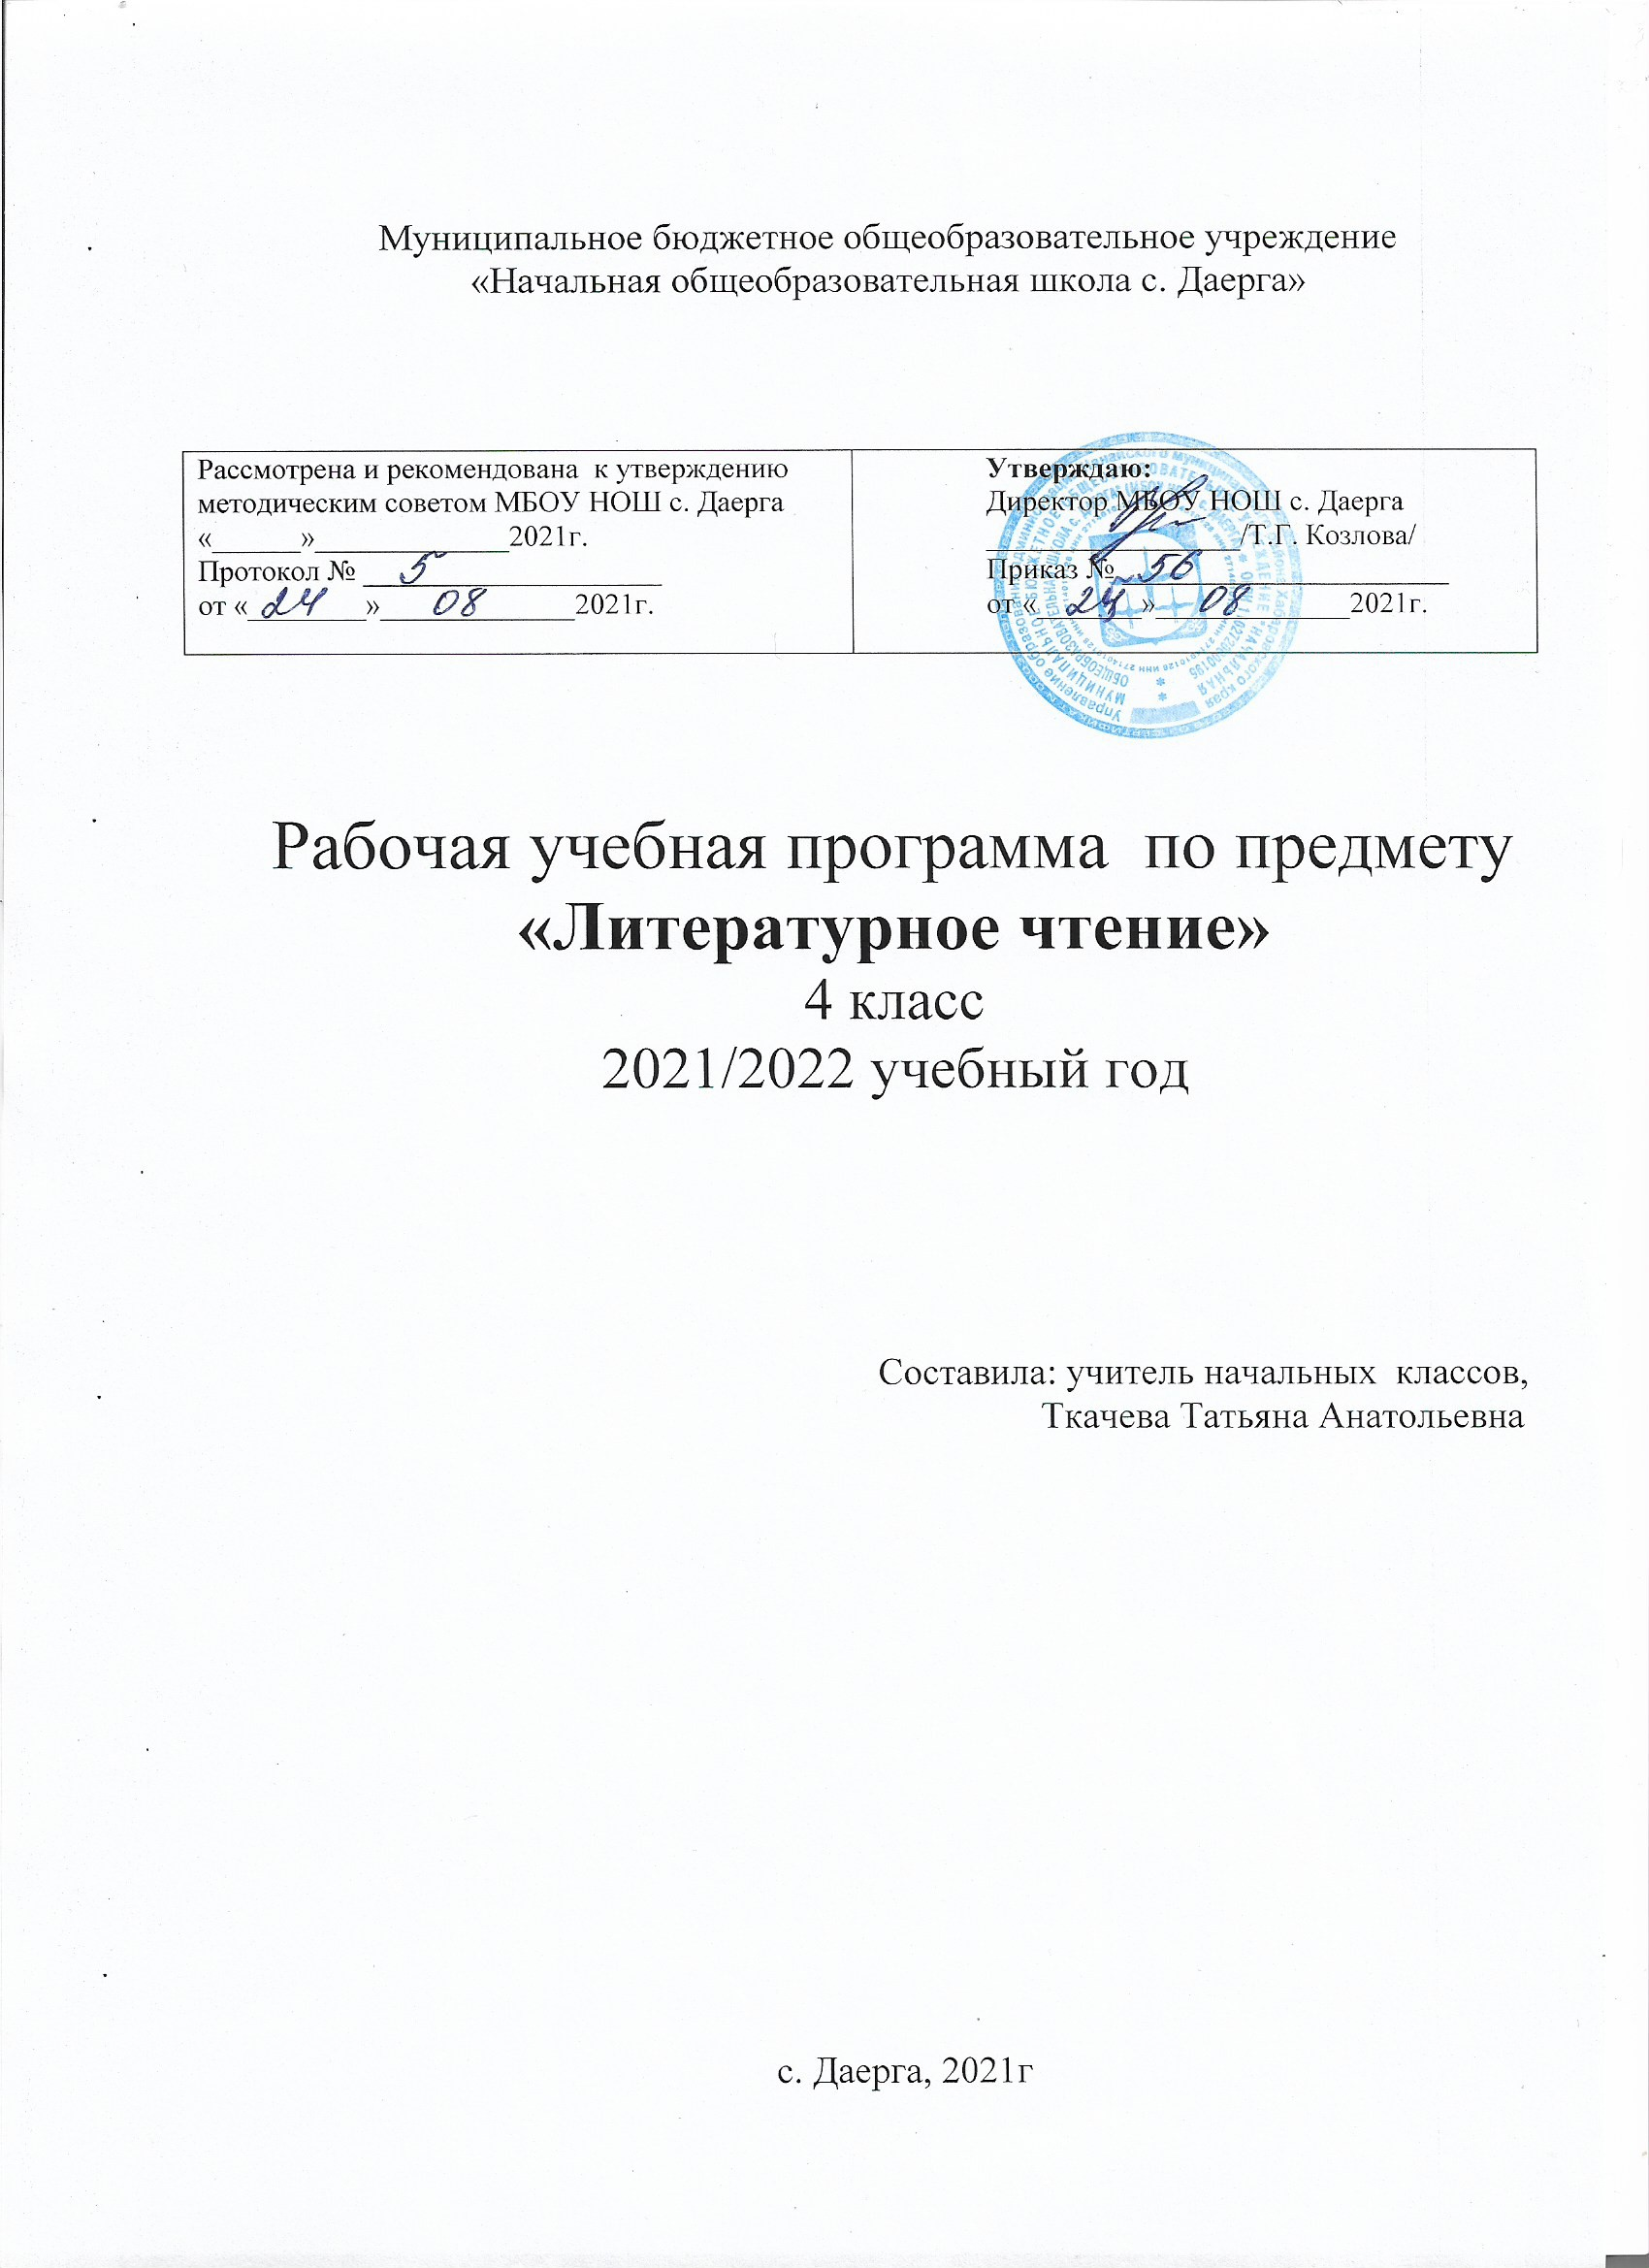 Муниципальное бюджетное общеобразовательное учреждение
«Начальная общеобразовательная школа с. Даерга»
Рассмотрена и рекомендована к утверждению
методическим советом МБОУ НОШ с. Даерга
«______»_____________2021г.
Протокол № 5
от « 24 » 08 2021г.
Утверждаю:
Директор МБОУ НОШ с. Даерга
_________________/Т.Г. Козлова/
Приказ № 56
от « 24 » 08 2021г.
Рабочая учебная программа по предмету
«Литературное чтение»
4 класс
2021/2022 учебный год
Составила: учитель начальных классов,
Ткачева Татьяна Анатольевна
с. Даерга, 2021г